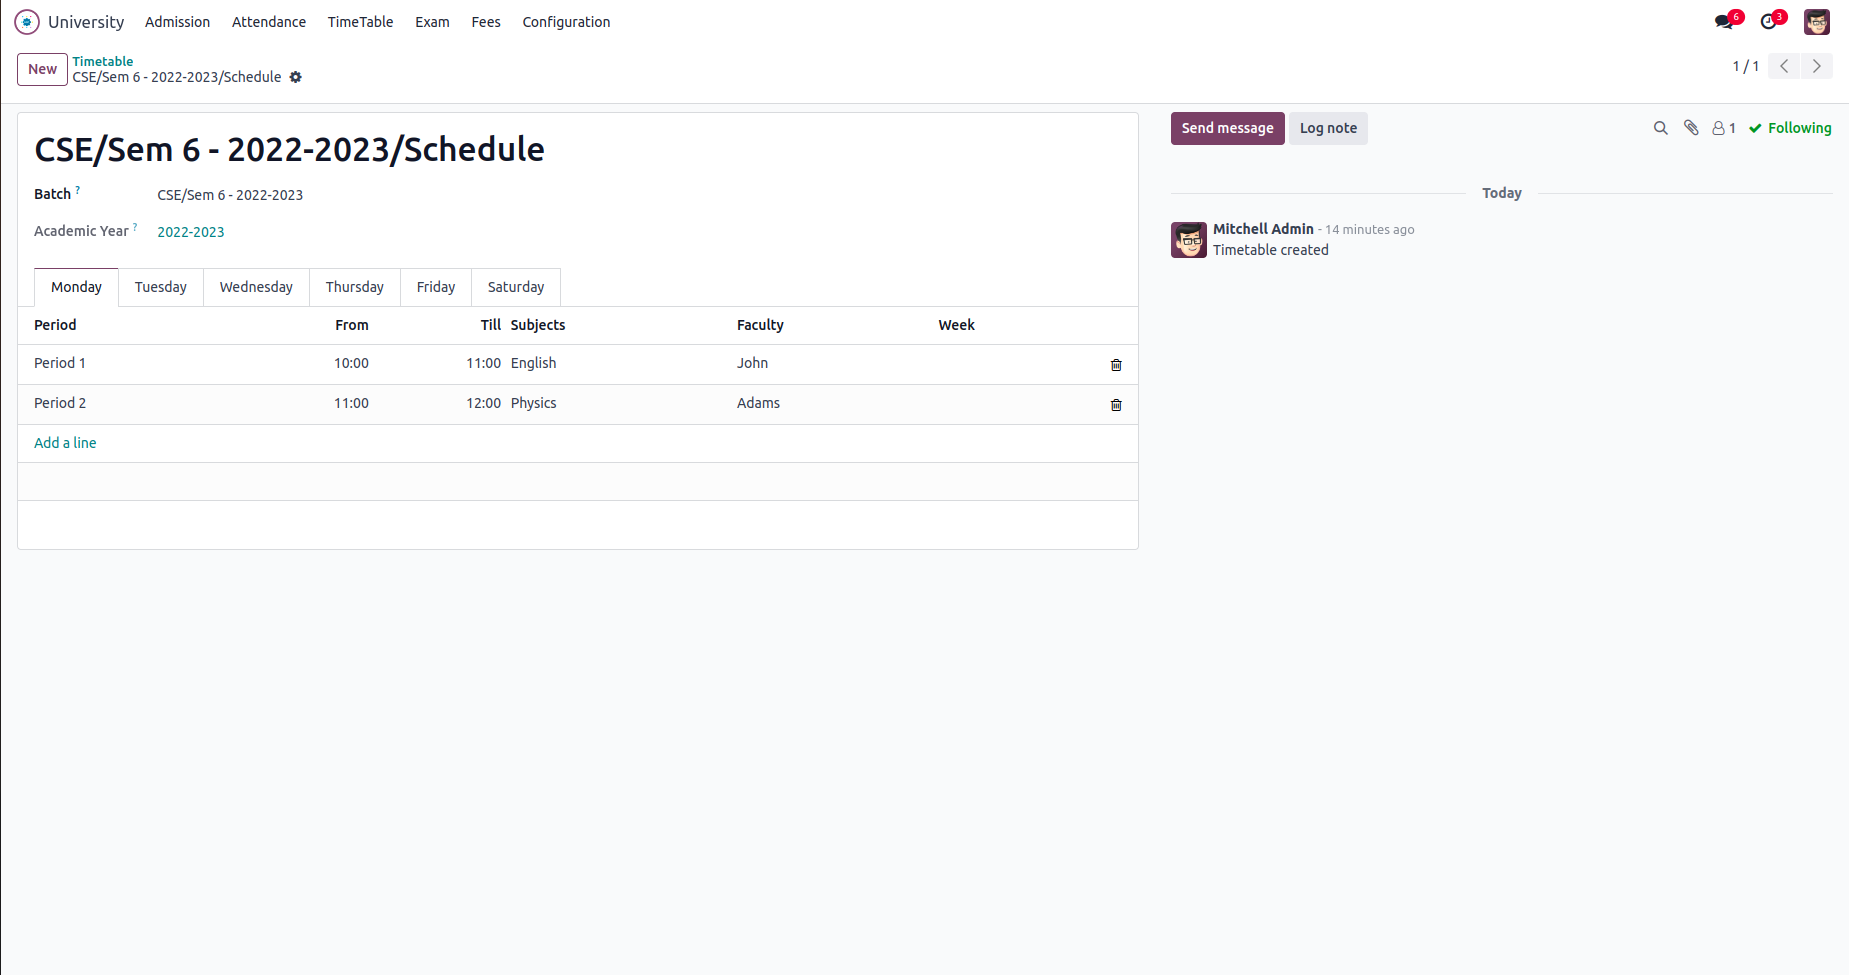 University Admission Attendance TimeTable Exam Fees Configuration 6 3
New Timetable
CSE/Sem 6 - 2022-2023/Schedule 1 / 1
CSE/Sem 6 - 2022-2023/Schedule
Batch ? CSE/Sem 6 - 2022-2023
Academic Year ? 2022-2023
Monday Tuesday Wednesday Thursday Friday Saturday
Period From Till Subjects Faculty Week
Period 1 10:00 11:00 English John
Period 2 11:00 12:00 Physics Adams
Add a line
Send message Log note 1 Following
Today
Mitchell Admin - 14 minutes ago
Timetable created